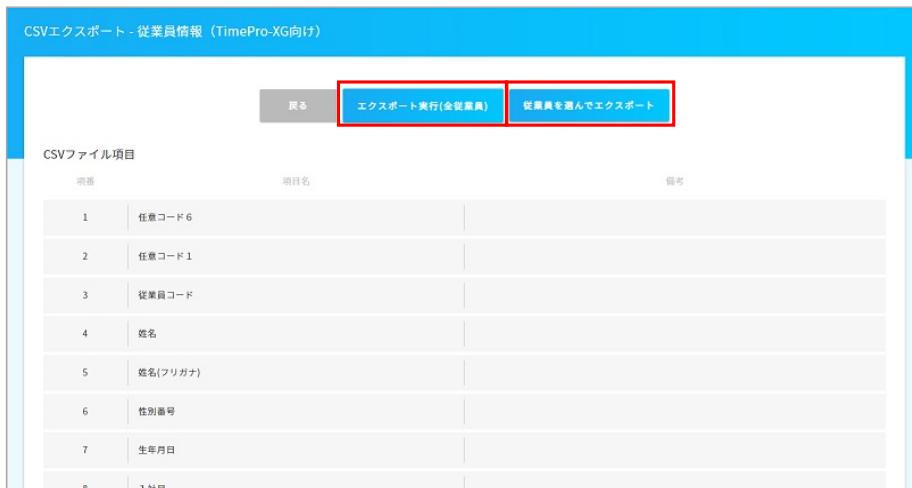 CSVエクスポート - 従業員情報（TimePro-XG向け）
戻る エクスポート実行(全従業員) 従業員を選んでエクスポート
CSVファイル項目
項番 項目名 備考
1 任意コード６
2 任意コード１
3 従業員コード
4 姓名
5 姓名(フリガナ)
6 性別番号
7 生年月日